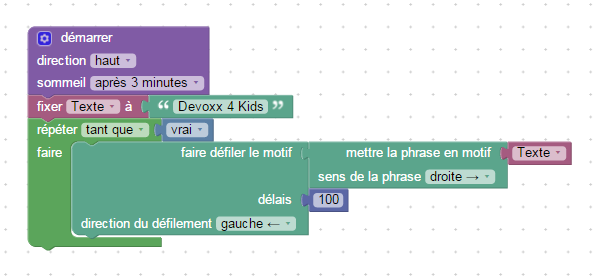 démarrer
direction haut
sommeil après 3 minutes
fixer Texte à “ Devoxx 4 Kids ”
répéter tant que vrai
faire faire défiler le motif mettre la phrase en motif Texte
sens de la phrase droite →
délais 100
direction du défilement gauche ←